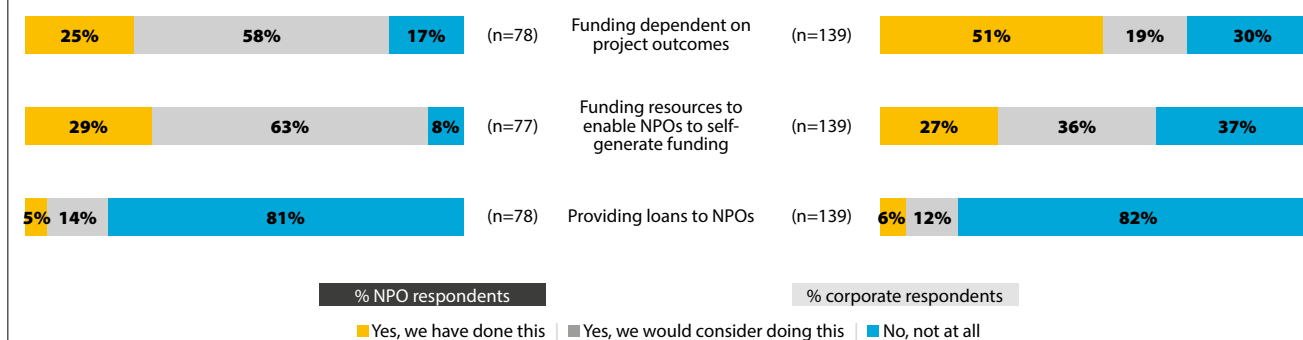 25% 58% 17% (n=78) Funding dependent on (n=139) 51% 19% 30%
project outcomes
Funding resources to
29% 63% 8% (n=77) enable NPOs to self- (n=139) 27% 36% 37%
generate funding
5% 14% 81% (n=78) Providing loans to NPOs (n=139) 6% 12% 82%
% NPO respondents % corporate respondents
Yes, we have done this Yes, we would consider doing this No, not at all